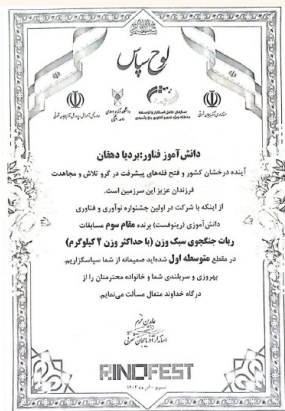 لوح سپاس
دانش‌آموز فناور: بردیا دهقان
آینده درخشان کشور و فتح قله‌های پیشرفت در گرو تلاش و مجاهدت
فرزندان عزیز این سرزمین است.
از اینکه با شرکت در اولین جشنواره نوآوری و فناوری
دانش‌آموزی (رینوفست) برنده مقام سوم مسابقات
ربات جنگجوی سبک وزن (با حداکثر وزن ۲ کیلوگرم)
در مقطع متوسطه اول شده‌اید صمیمانه از شما سپاسگزاریم.
بهروزی و سربلندی شما و خانواده محترمتان را از
درگاه خداوند متعال مسألت می‌نمایم.
RINOFEST